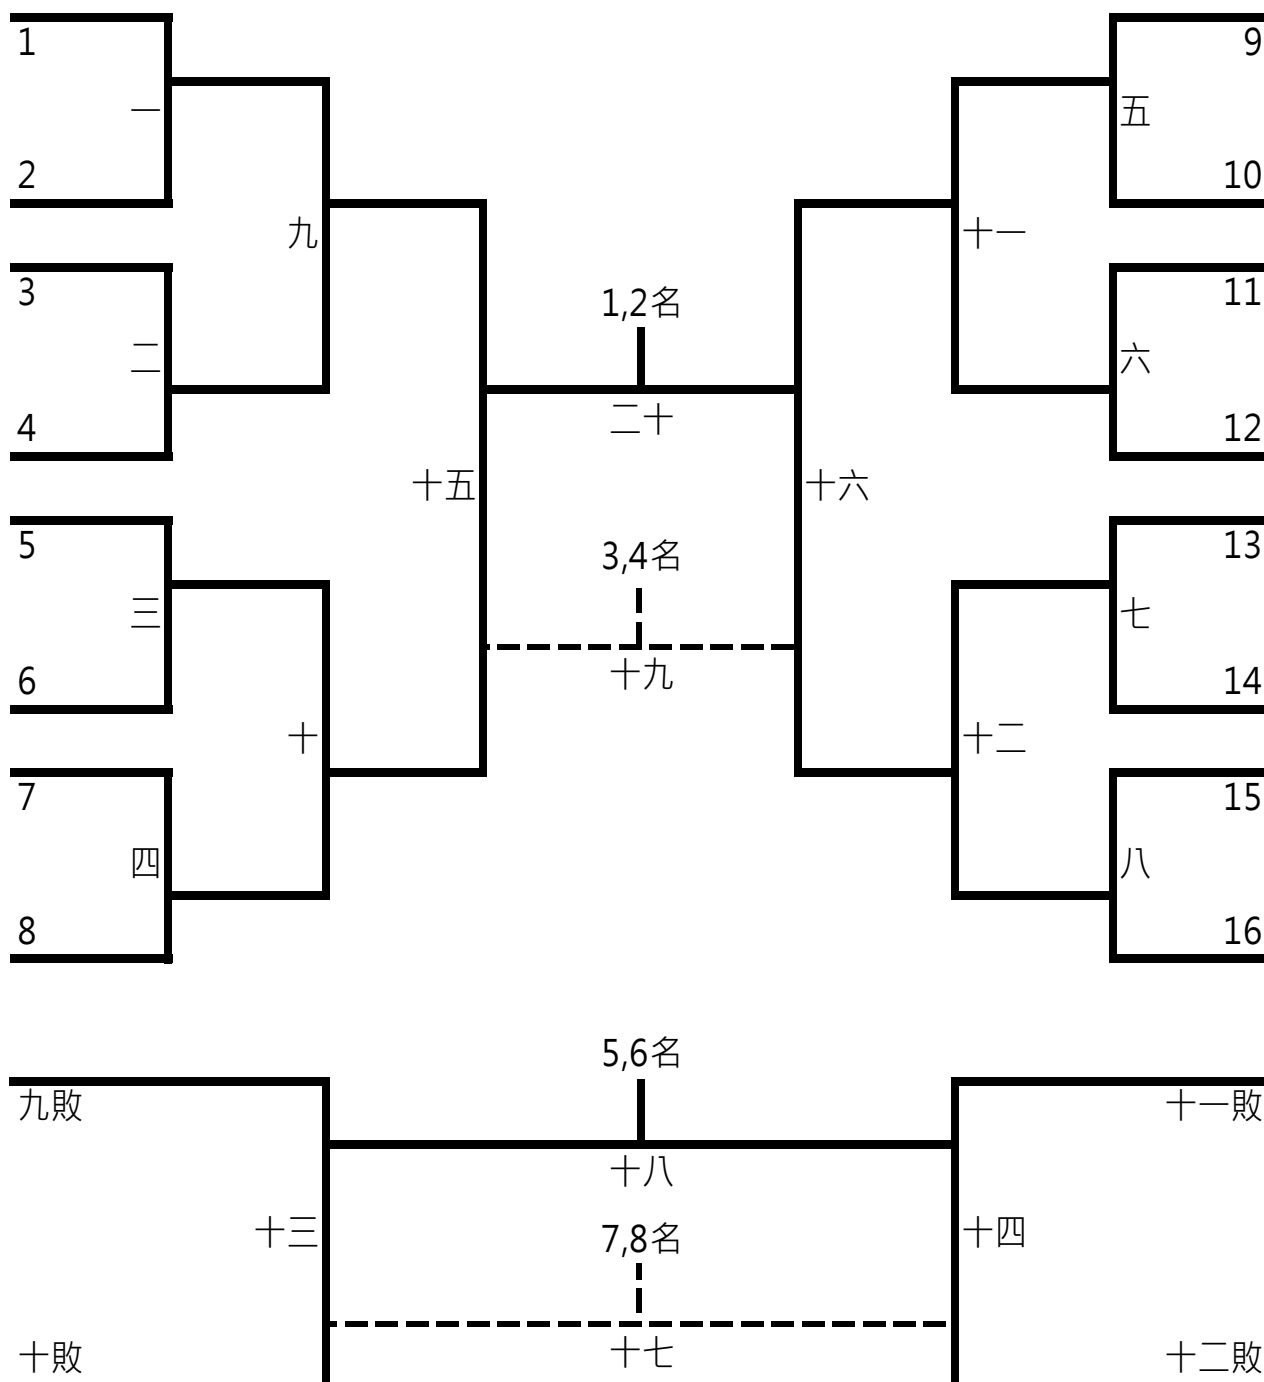 1
9
一
五
2
10
九
十一
3
11
1,2名
二
六
4
12
二十
十五
十六
5
13
3,4名
三
七
6
14
十九
十
十二
7
15
四
八
8
16
5,6名
九敗
十一敗
十八
十三
十四
7,8名
十敗
十二敗
十七